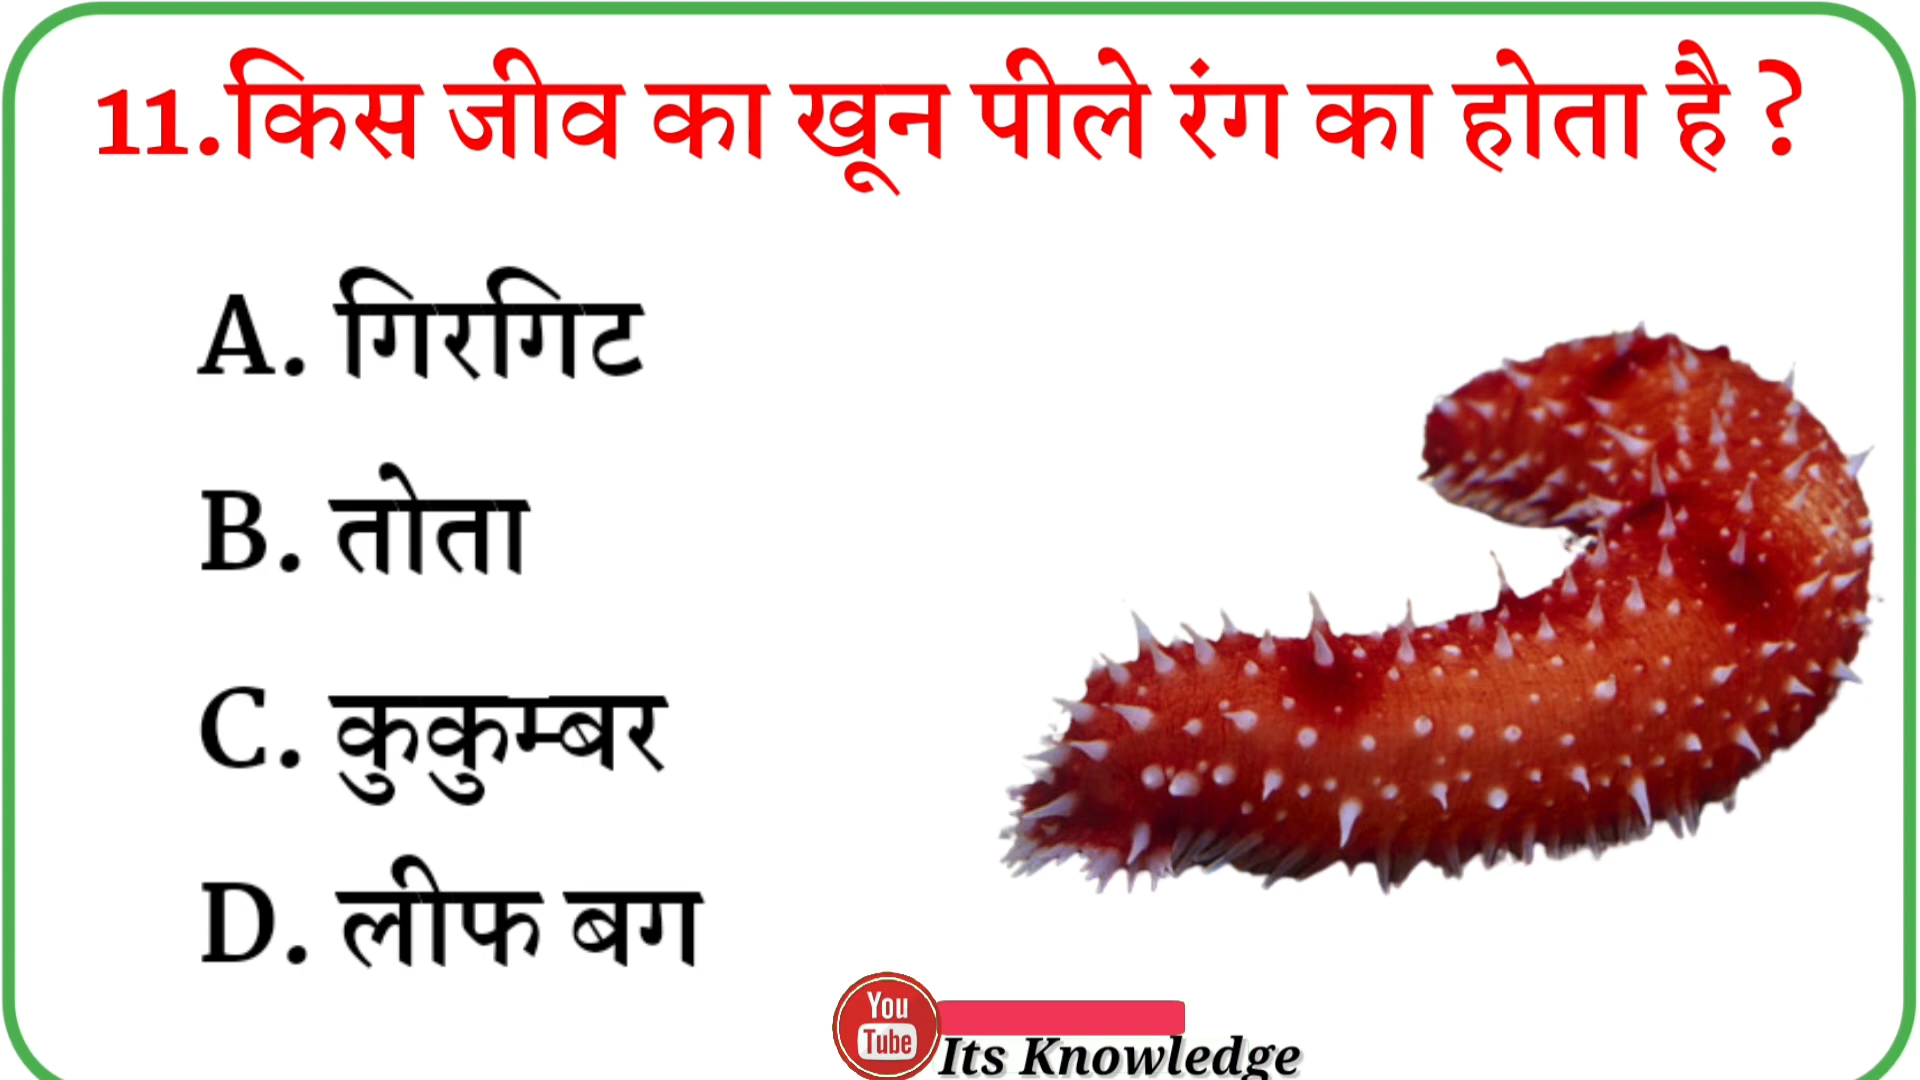 11.किस जीव का खून पीले रंग का होता है ?
A. गिरगिट
B. तोता
C. कुकुम्बर
D. लीफ बग
You
Tube
Its Knowledge